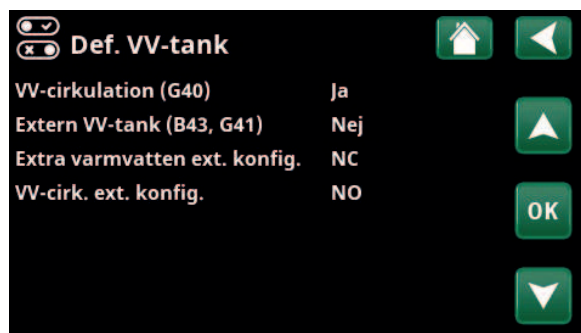 Def. VV-tank
VV-cirkulation (G40) Ja
Extern VV-tank (B43, G41) Nej
Extra varmvatten ext. konfig. NC
VV-cirk. ext. konfig. NO
OK